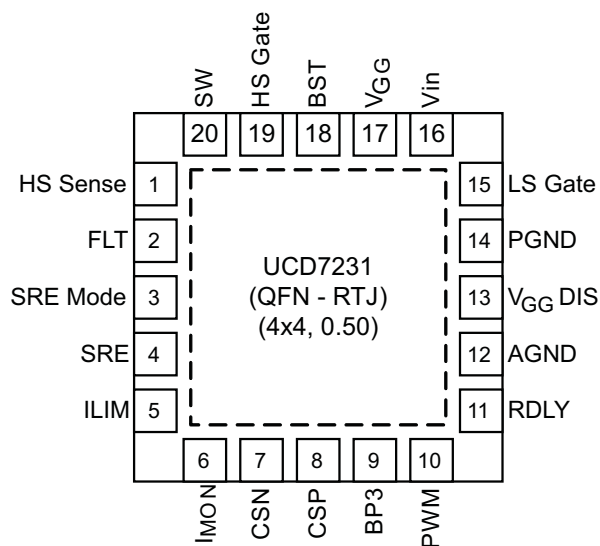 SW
HS Gate
BST
VGG
Vin
20
19
18
17
16
HS Sense
1
15
LS Gate
FLT
2
14
PGND
SRE Mode
3
13
VGG DIS
SRE
4
12
AGND
ILIM
5
11
RDLY
UCD7231
(QFN - RTJ)
(4x4, 0.50)
6
7
8
9
10
IMON
CSN
CSP
BP3
PWM